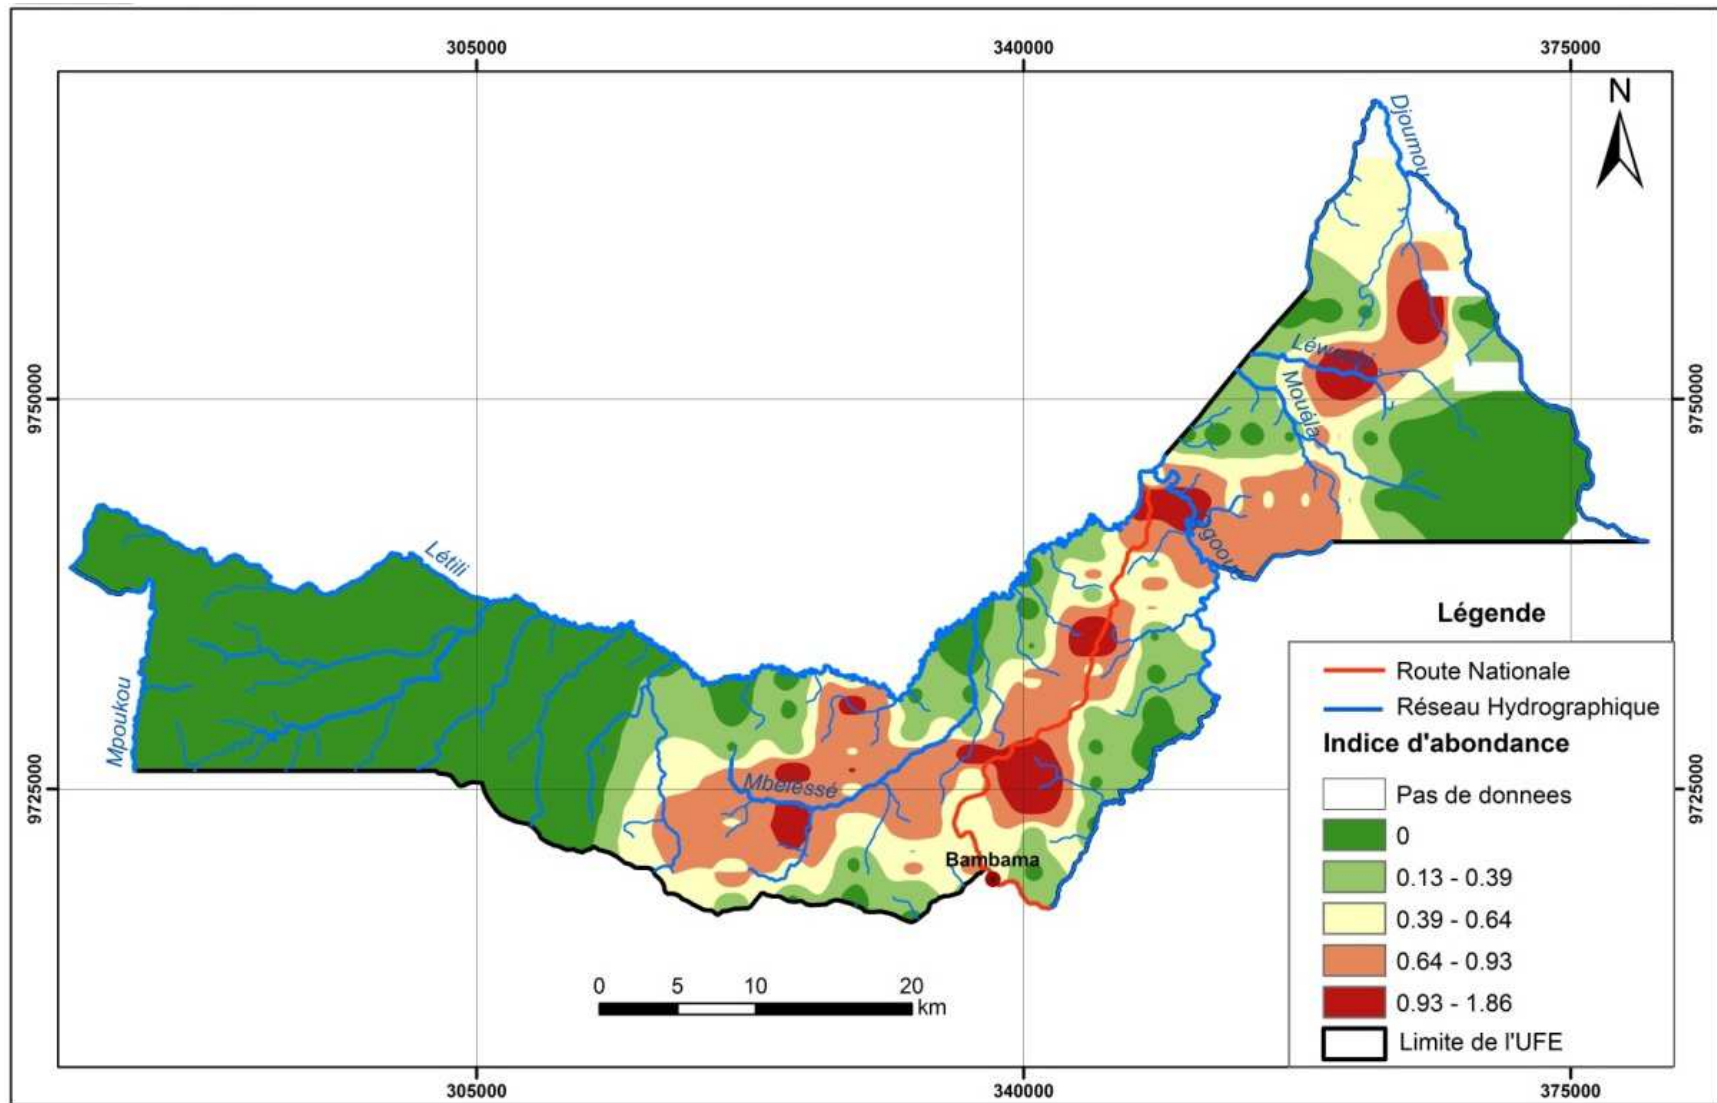 305000
340000
375000
N
Djoumou
9750000
9750000
Léwoghi
Mouéla
Létili
Mpoukou
9725000
9725000
Mbéléssé
Bambama
0 5 10 20
km
Légende
Route Nationale
Réseau Hydrographique
Indice d'abondance
Pas de donnees
0
0.13 - 0.39
0.39 - 0.64
0.64 - 0.93
0.93 - 1.86
Limite de l'UFE
305000
340000
375000